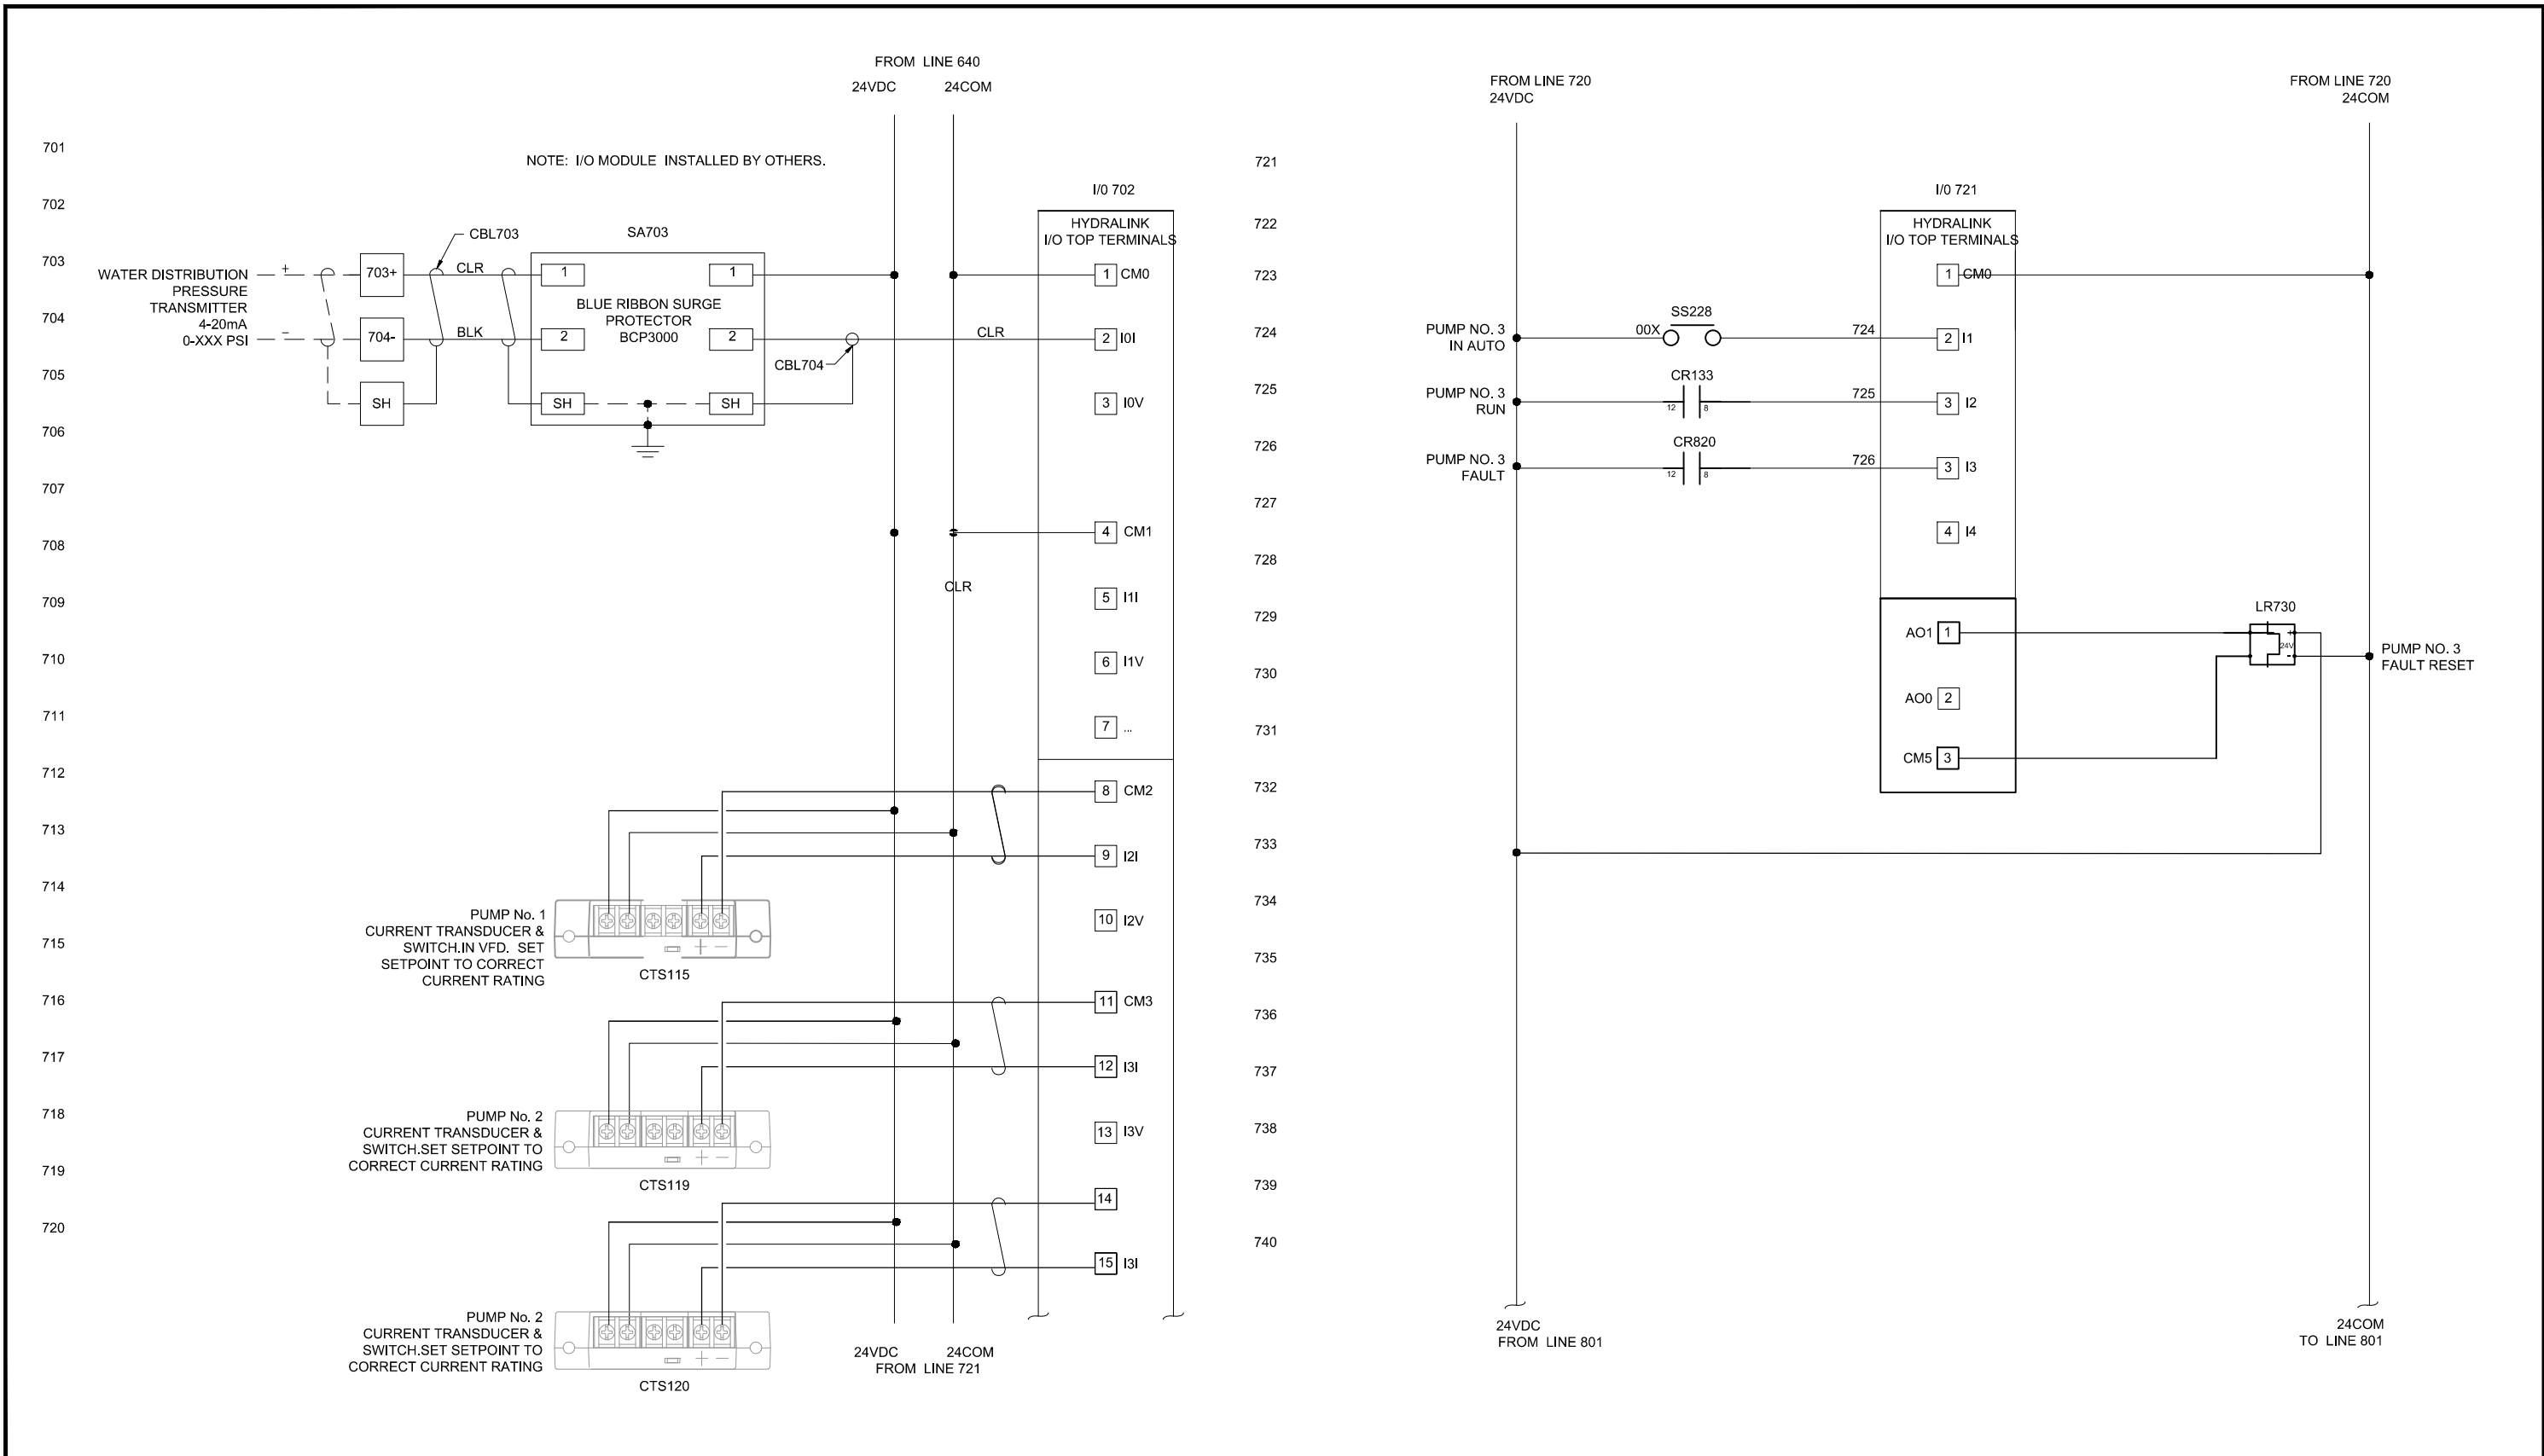 FROM LINE 640
24VDC 24COM
701
NOTE: I/O MODULE INSTALLED BY OTHERS.
I/0 702
702
HYDRALINK
I/O TOP TERMINALS
CBL703
SA703
703
WATER DISTRIBUTION
PRESSURE
TRANSMITTER
4-20mA
0-XXX PSI
+
−
703+
CLR
1
1
1 CM0
704
704-
BLK
2
BLUE RIBBON SURGE
PROTECTOR
BCP3000
2
CLR
2 I0I
CBL704
705
SH
SH
SH
3 I0V
706
707
708
4 CM1
CLR
709
5 I1I
710
6 I1V
711
7 ...
712
8 CM2
713
9 I2I
714
PUMP No. 1
CURRENT TRANSDUCER &
SWITCH.IN VFD. SET
SETPOINT TO CORRECT
CURRENT RATING
+ −
CTS115
10 I2V
715
716
11 CM3
717
12 I3I
718
PUMP No. 2
CURRENT TRANSDUCER &
SWITCH.SET SETPOINT TO
CORRECT CURRENT RATING
+ −
CTS119
13 I3V
719
14
720
15 I3I
PUMP No. 2
CURRENT TRANSDUCER &
SWITCH.SET SETPOINT TO
CORRECT CURRENT RATING
+ −
CTS120
24VDC 24COM
FROM LINE 721
FROM LINE 720
24VDC
FROM LINE 720
24COM
721
I/0 721
722
HYDRALINK
I/O TOP TERMINALS
723
1 CM0
724
PUMP NO. 3
IN AUTO
00X
SS228
724
2 I1
725
PUMP NO. 3
RUN
CR133
12 8
725
3 I2
726
PUMP NO. 3
FAULT
CR820
12 8
726
3 I3
727
4 I4
728
729
AO1 1
LR730
+
24V
-
PUMP NO. 3
FAULT RESET
730
AO0 2
731
CM5 3
732
733
734
735
736
737
738
739
740
24VDC
FROM LINE 801
24COM
TO LINE 801